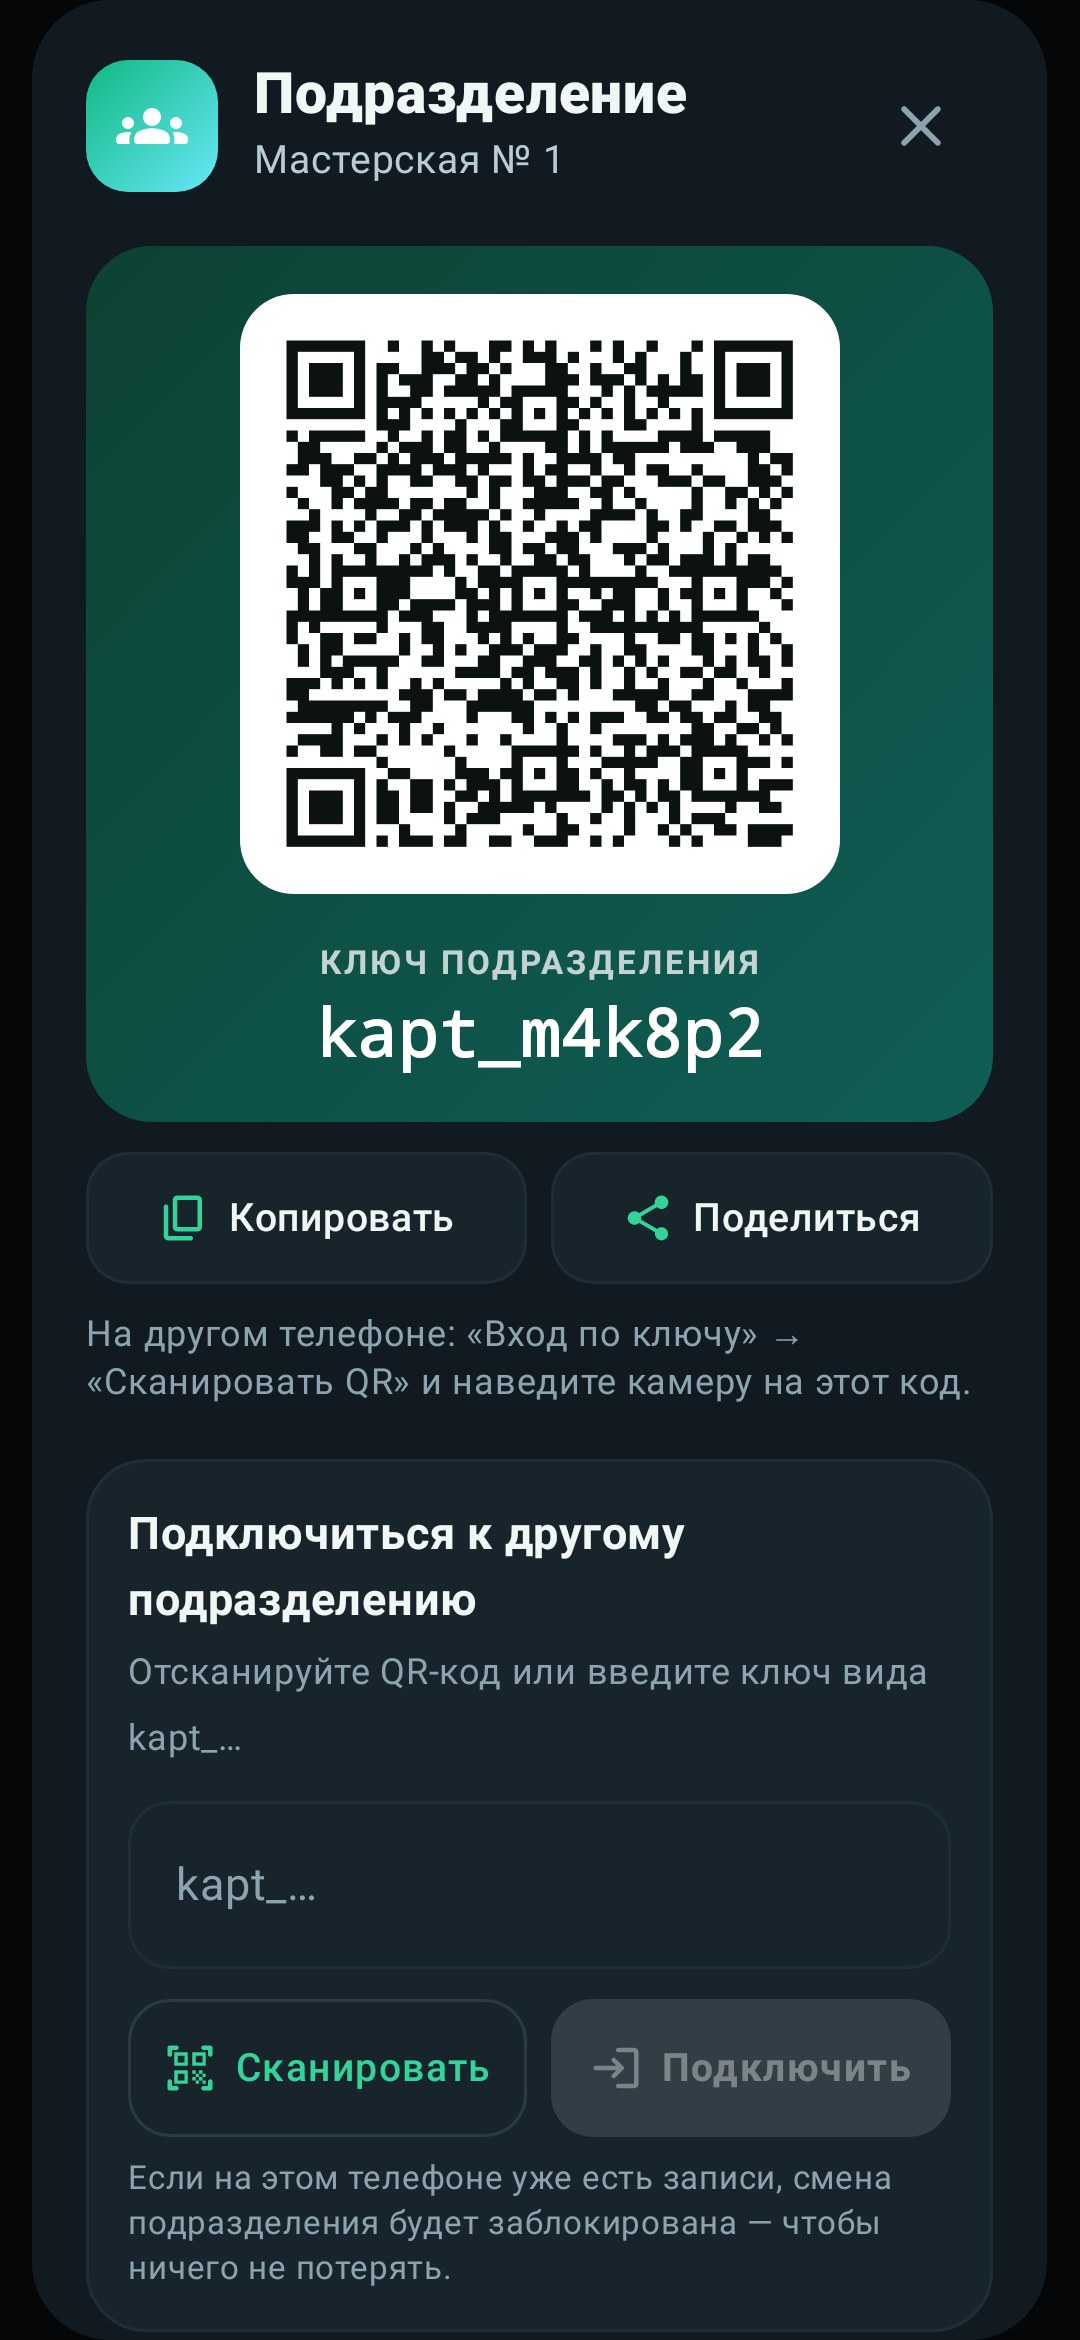 Подразделение
Мастерская № 1
КЛЮЧ ПОДРАЗДЕЛЕНИЯ
kapt_m4k8p2
Копировать
Поделиться
На другом телефоне: «Вход по ключу» →
«Сканировать QR» и наведите камеру на этот код.
Подключиться к другому
подразделению
Отсканируйте QR-код или введите ключ вида
kapt_…
kapt_…
Сканировать
Подключить
Если на этом телефоне уже есть записи, смена
подразделения будет заблокирована — чтобы
ничего не потерять.